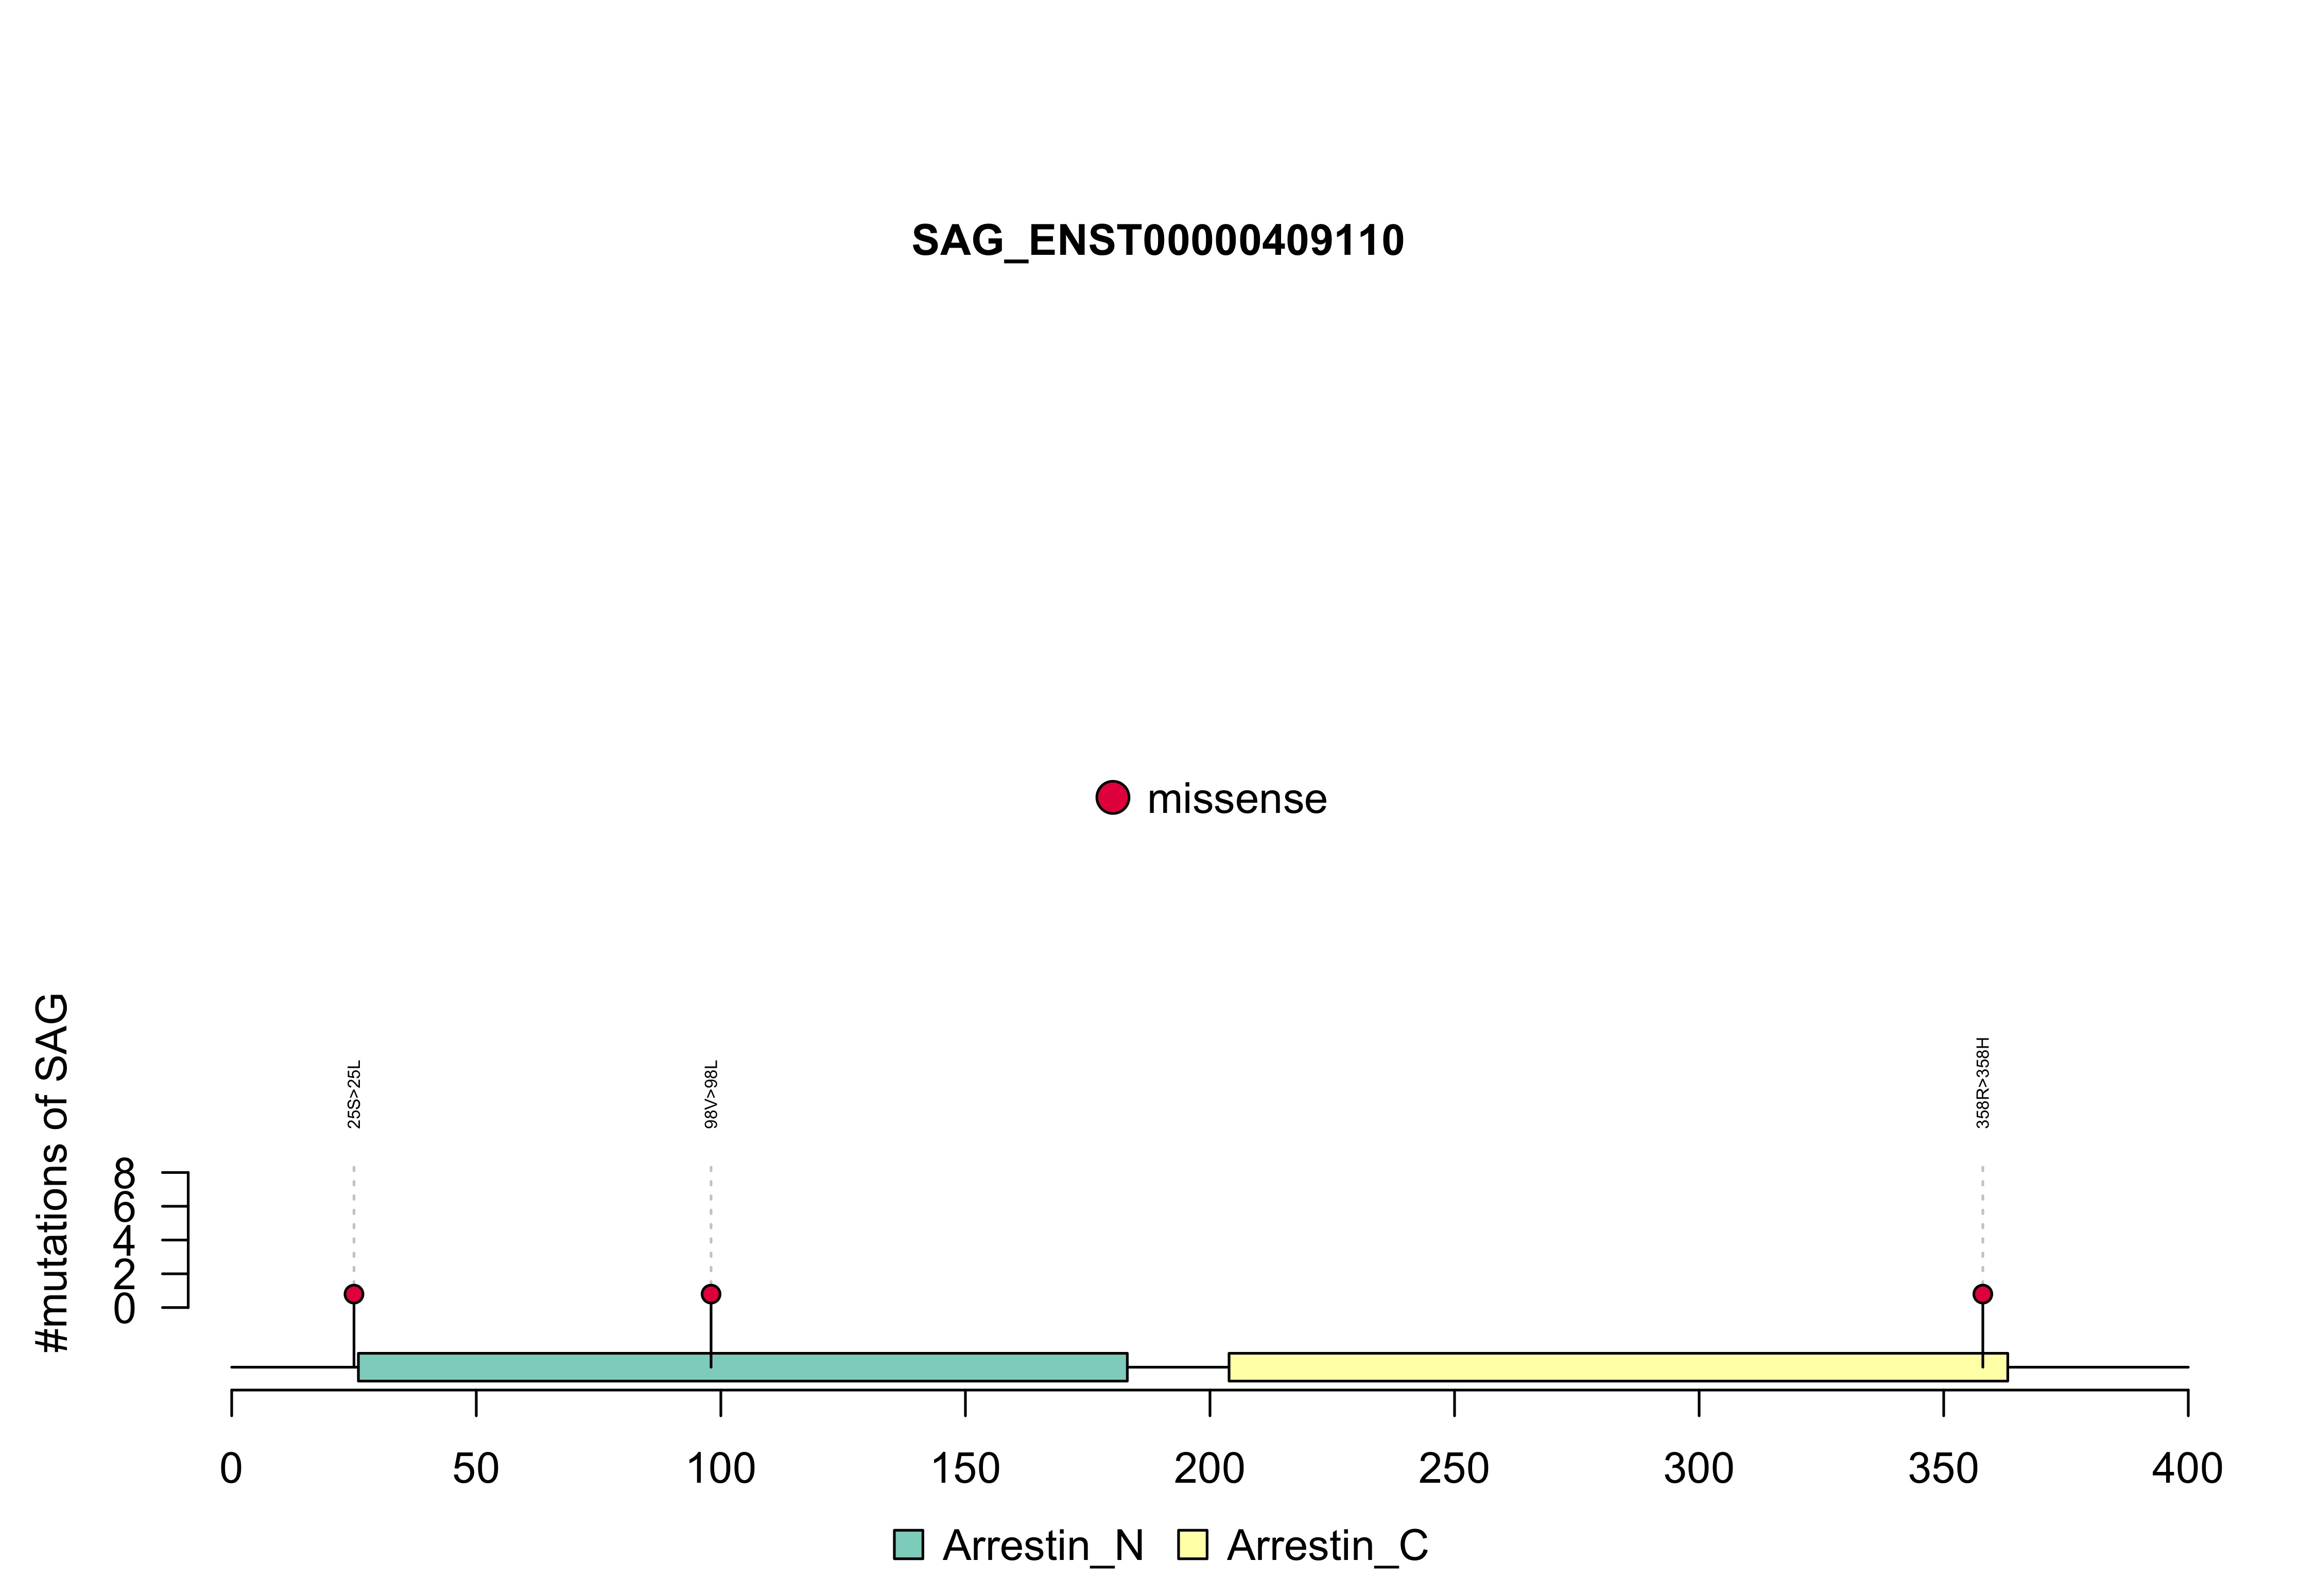 SAG_ENST00000409110
missense
#mutations of SAG
25S>25L
98V>98L
358R>358H
8
6
4
2
0
0 50 100 150 200 250 300 350 400
Arrestin_N Arrestin_C